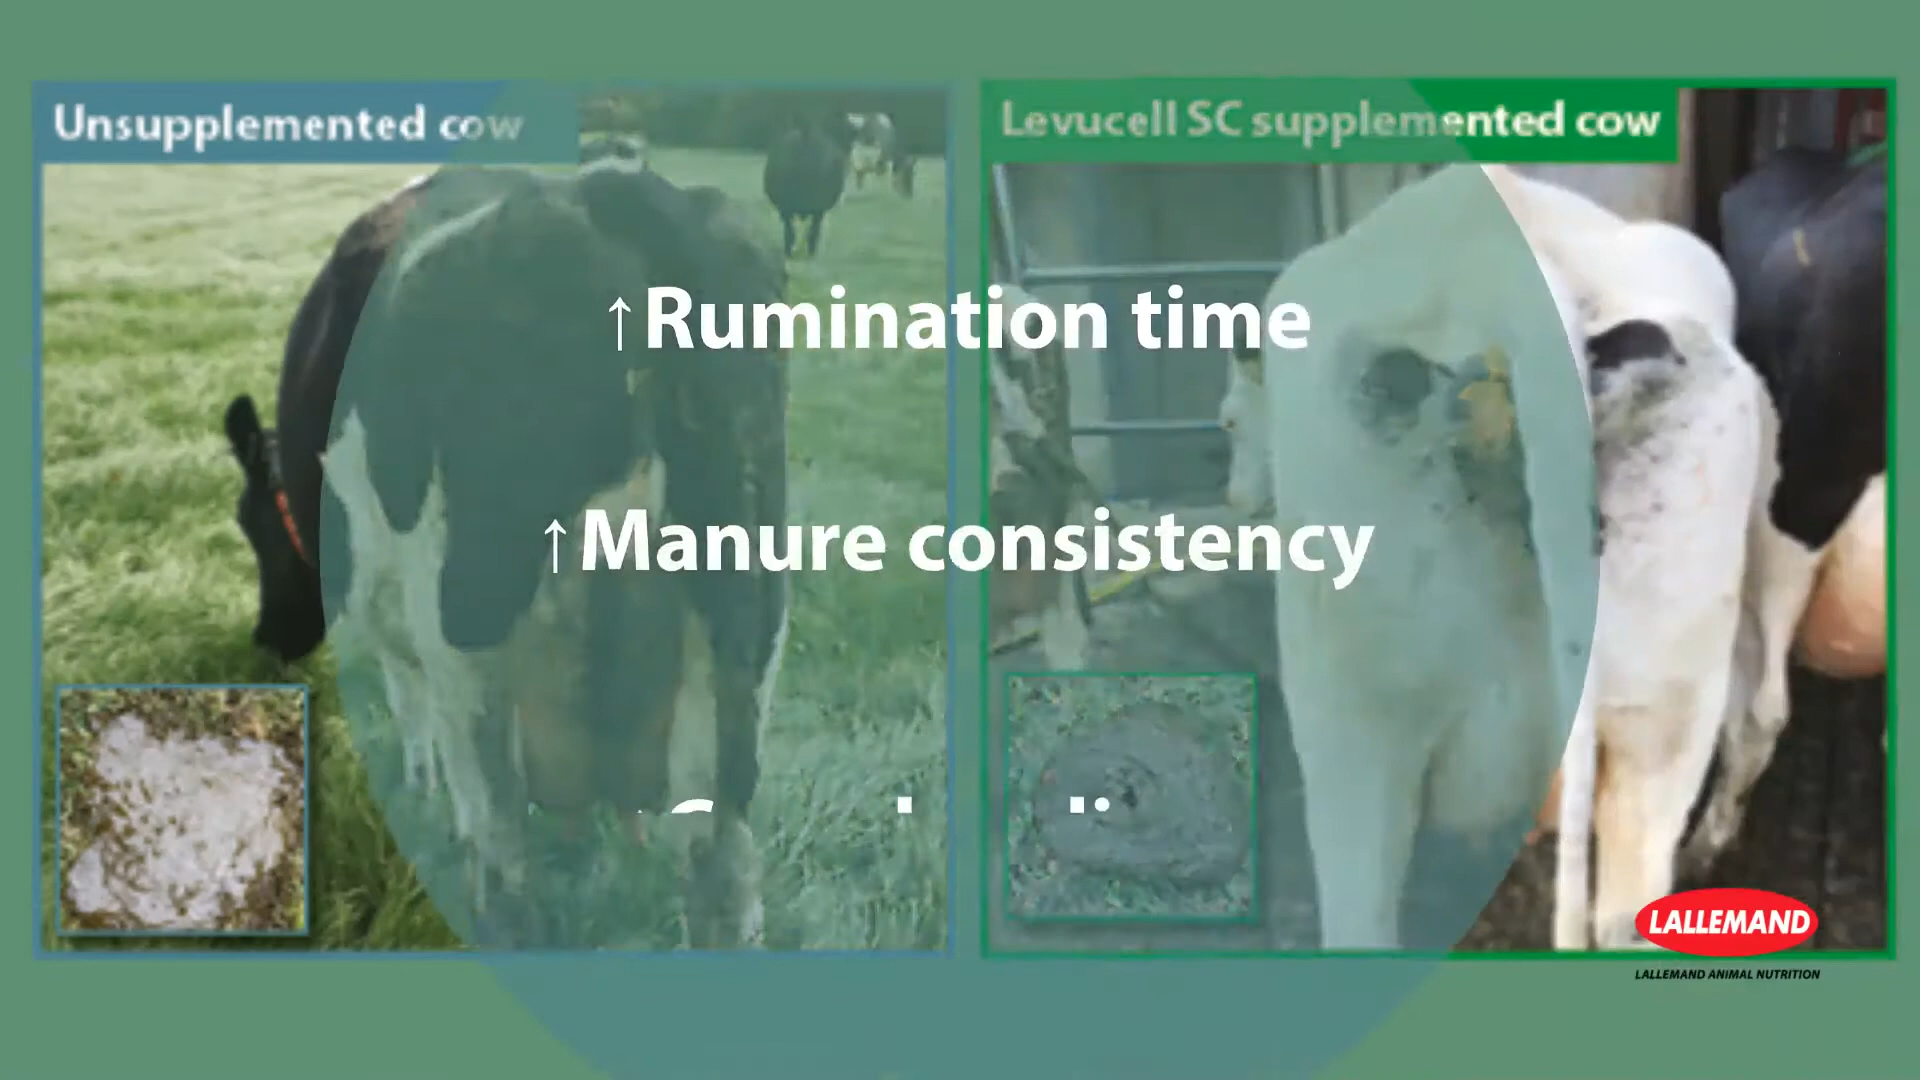 Unsupplemented cow
Levucell SC supplemented cow
↑Rumination time
↑Manure consistency
LALLEMAND
LALLEMAND ANIMAL NUTRITION